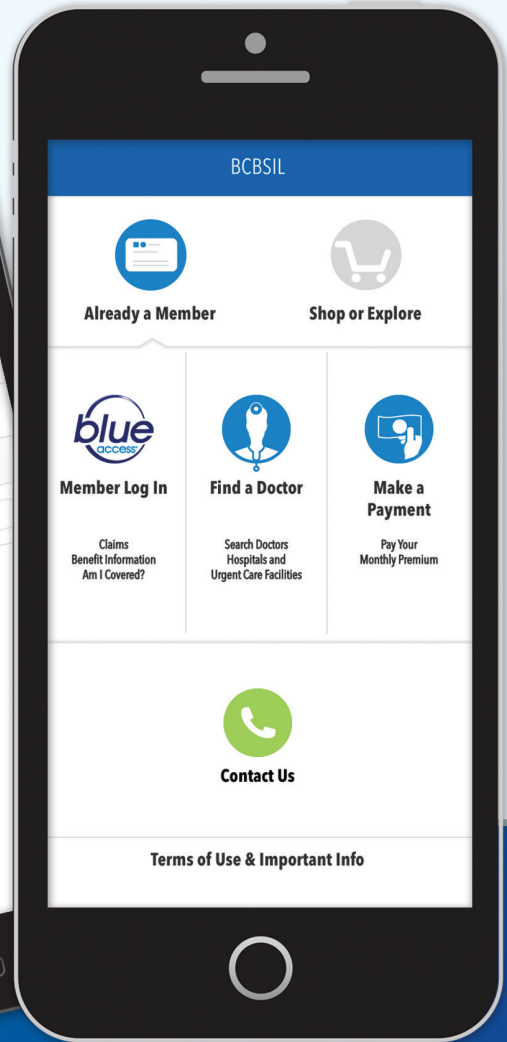 BCBSIL
Already a Member
Shop or Explore
blue
access®
Member Log In
Claims
Benefit Information
Am I Covered?
Find a Doctor
Search Doctors
Hospitals and
Urgent Care Facilities
Make a
Payment
Pay Your
Monthly Premium
Contact Us
Terms of Use & Important Info